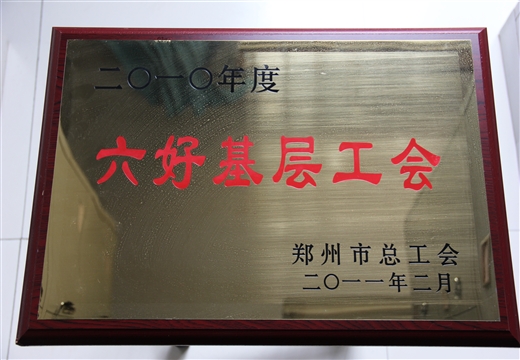 二〇一〇年度
六好基层工会
郑州市总工会
二〇一一年二月